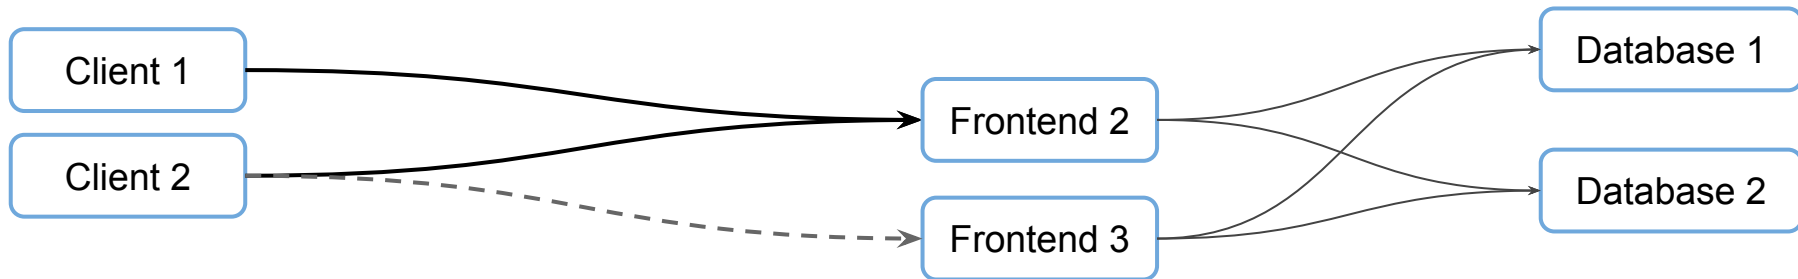 Client 1
Client 2
Frontend 2
Frontend 3
Database 1
Database 2